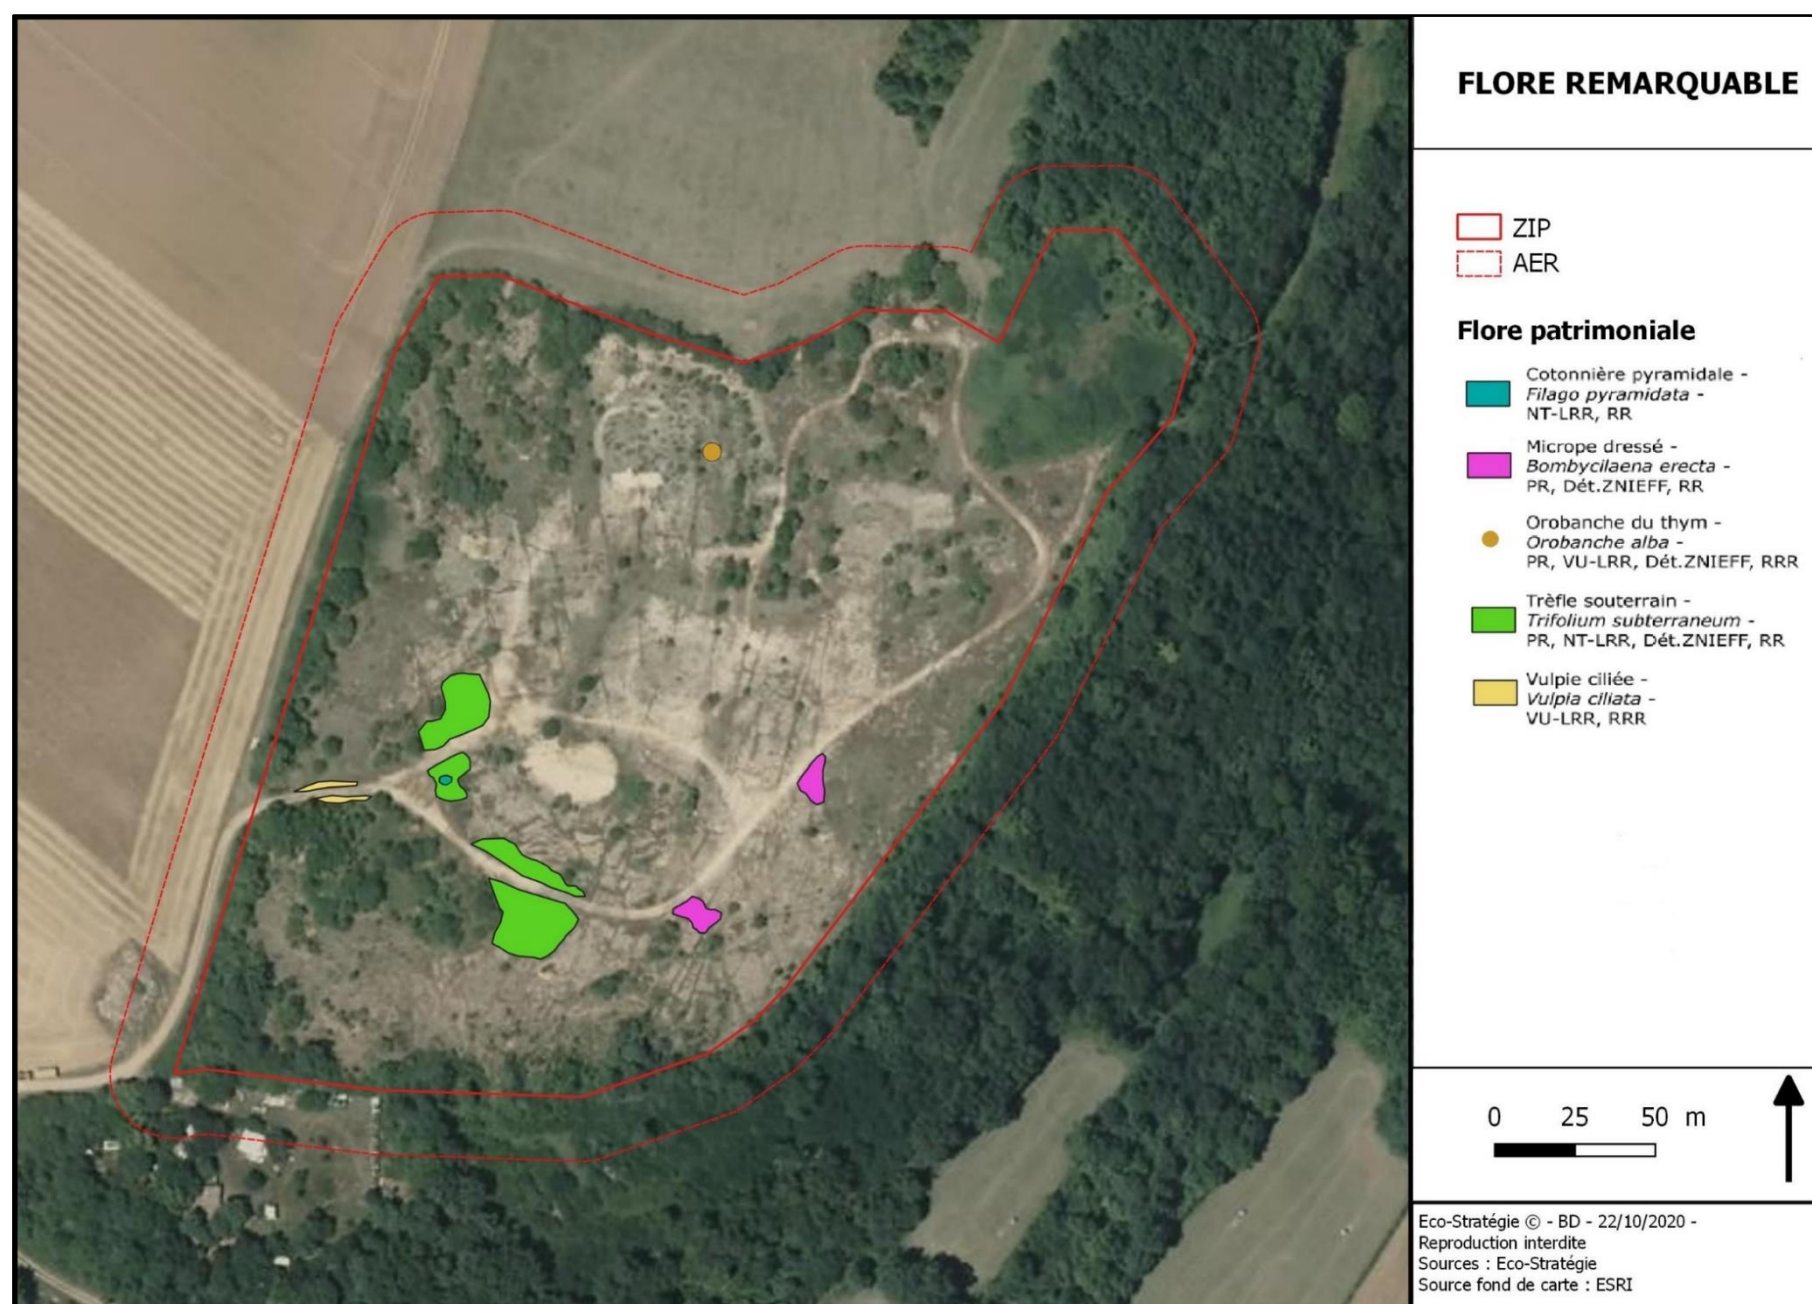 FLORE REMARQUABLE
ZIP
AER
Flore patrimoniale
Cotonnière pyramidale -
Filago pyramidata -
NT-LRR, RR
Micrope dressé -
Bombycilaena erecta -
PR, Dét.ZNIEFF, RR
Orobanche du thym -
Orobanche alba -
PR, VU-LRR, Dét.ZNIEFF, RRR
Trèfle souterrain -
Trifolium subterraneum -
PR, NT-LRR, Dét.ZNIEFF, RR
Vulpie ciliée -
Vulpia ciliata -
VU-LRR, RRR
0 25 50 m
Eco-Stratégie © - BD - 22/10/2020 -
Reproduction interdite
Sources : Eco-Stratégie
Source fond de carte : ESRI